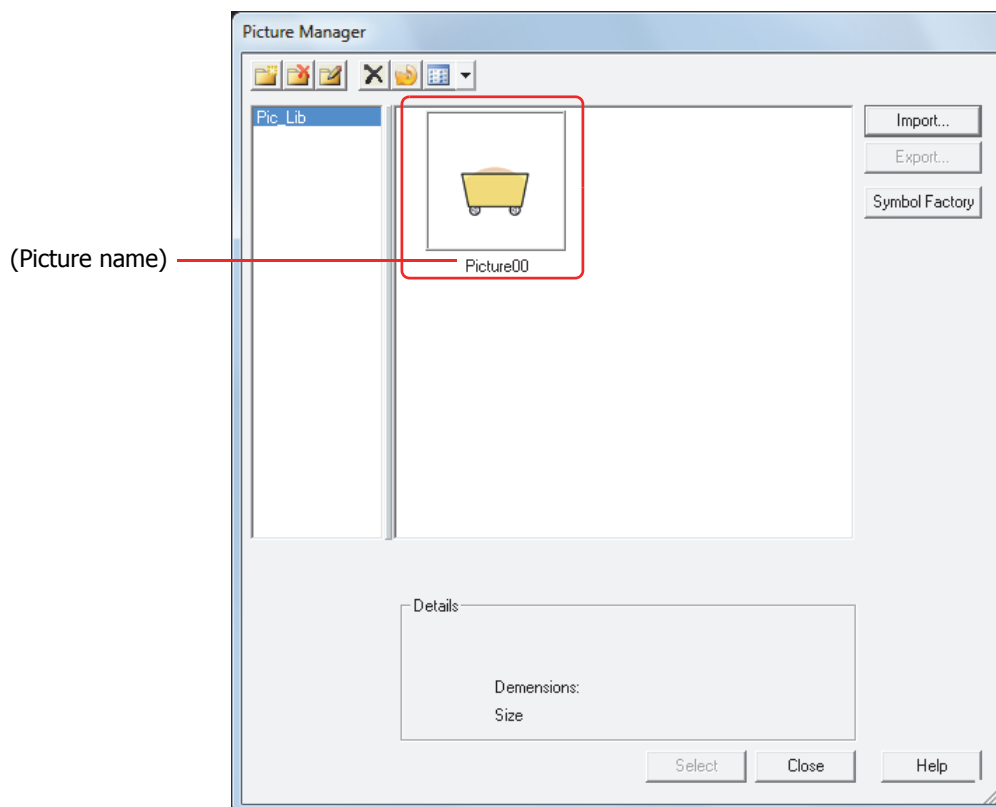 Picture Manager
Pic_Lib
Import...
Export...
Symbol Factory
(Picture name)
Picture00
Details
Demensions:
Size
Select
Close
Help